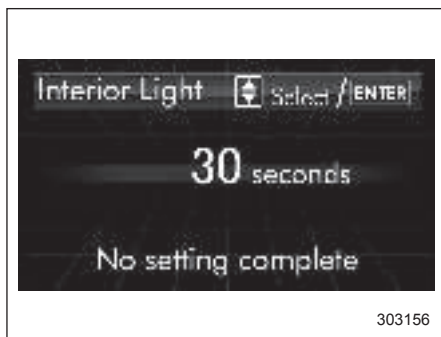 Interior Light Select / ENTER
30 seconds
No setting complete
303156